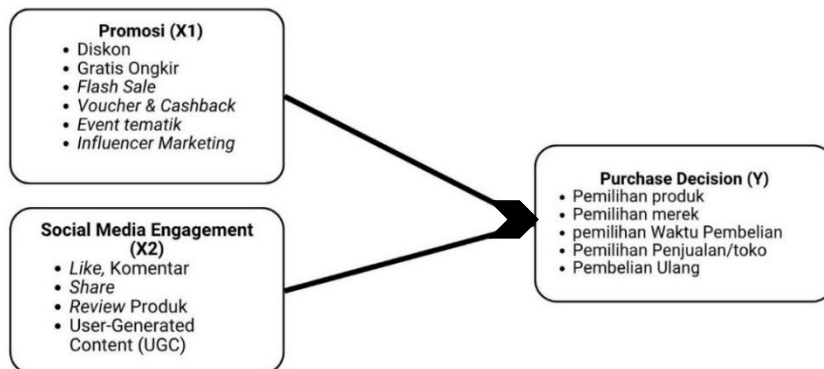 Promosi (X1)
• Diskon
• Gratis Ongkir
• Flash Sale
• Voucher & Cashback
• Event tematik
• Influencer Marketing
Social Media Engagement
(X2)
• Like, Komentar
• Share
• Review Produk
• User-Generated
Content (UGC)
Purchase Decision (Y)
• Pemilihan produk
• Pemilihan merek
• pemilihan Waktu Pembelian
• Pemilihan Penjualan/toko
• Pembelian Ulang